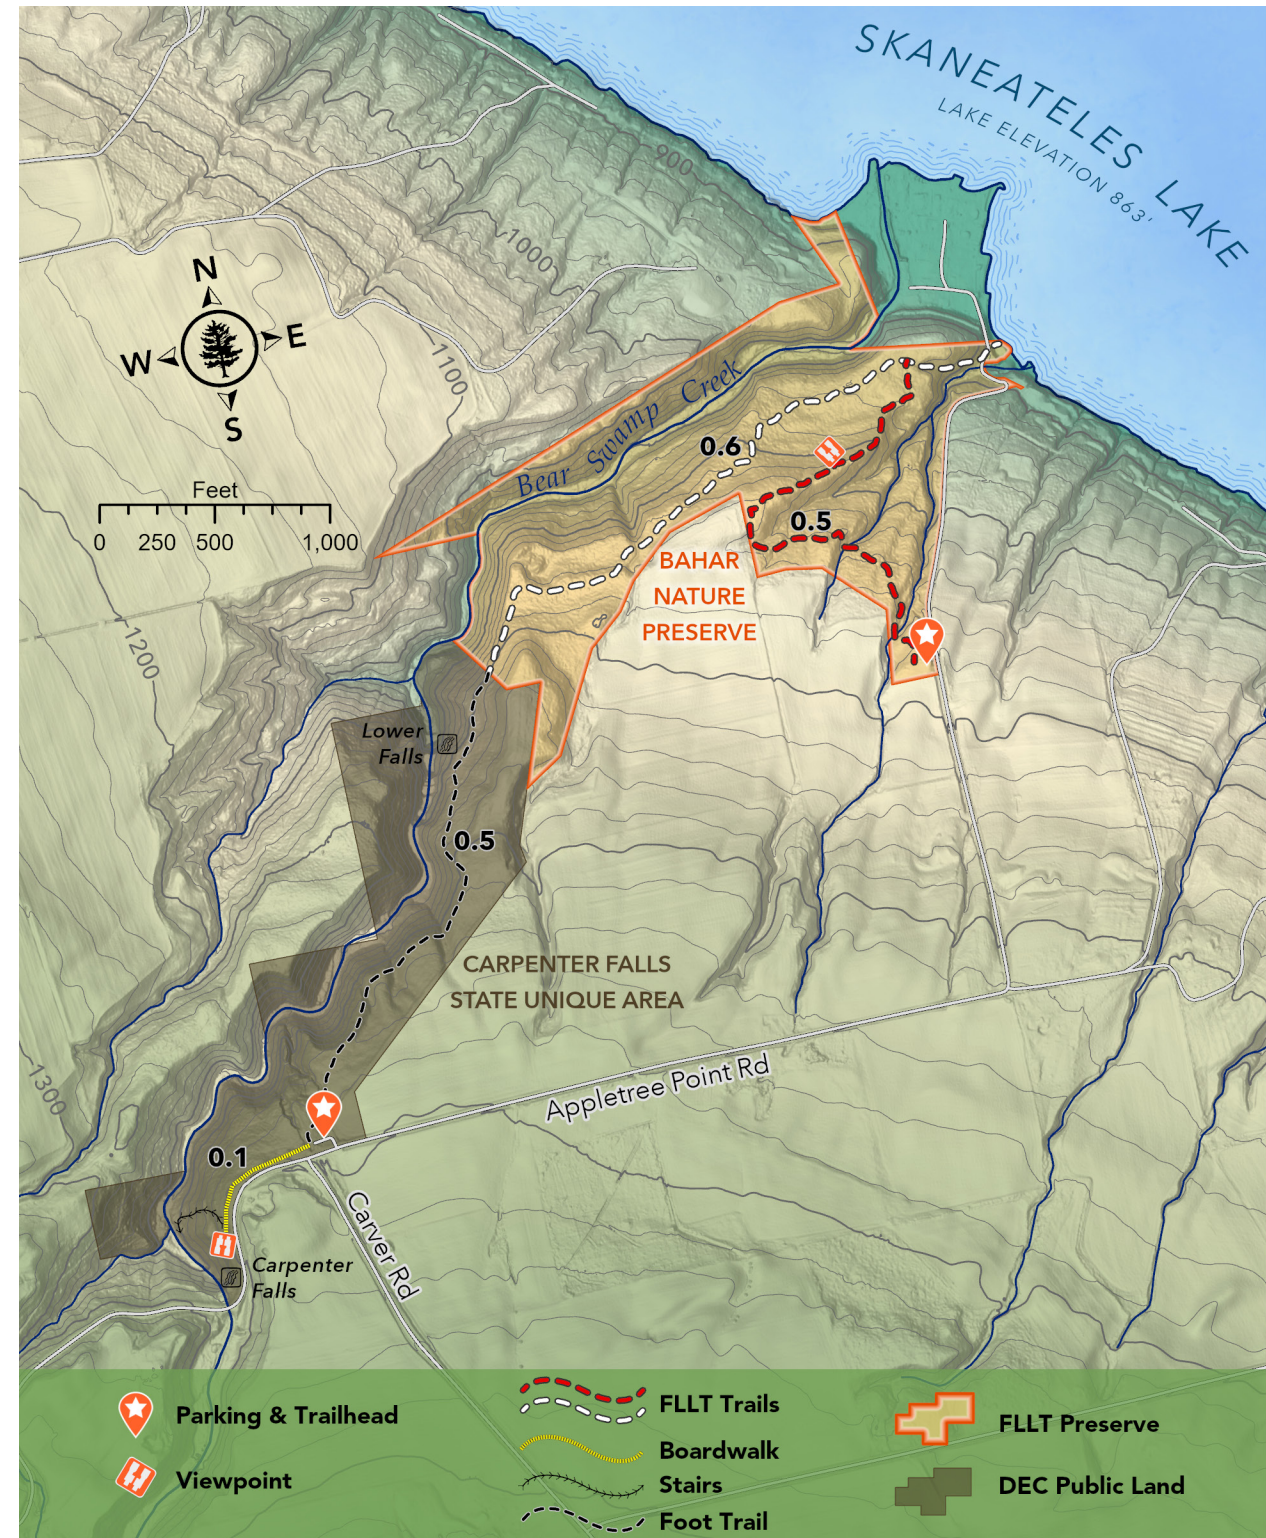 SKANEATELES LAKE
LAKE ELEVATION 863'
900
1000
N
W
E
S
1100
Feet
0 250 500 1,000
Bear Swamp Creek
0.6
0.5
BAHAR
NATURE
PRESERVE
1200
Lower
Falls
0.5
CARPENTER FALLS
STATE UNIQUE AREA
1300
Appletree Point Rd
0.1
Carver Rd
Carpenter
Falls
Parking & Trailhead
Viewpoint
FLLT Trails
Boardwalk
Stairs
Foot Trail
FLLT Preserve
DEC Public Land